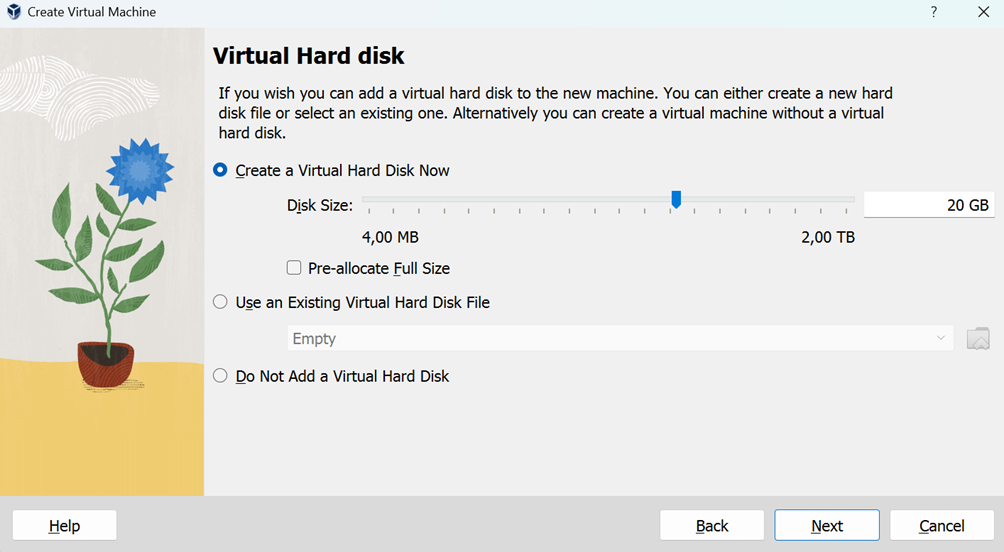 Create Virtual Machine
?
Virtual Hard disk
If you wish you can add a virtual hard disk to the new machine. You can either create a new hard
disk file or select an existing one. Alternatively you can create a virtual machine without a virtual
hard disk.
Create a Virtual Hard Disk Now
Disk Size:
20 GB
4,00 MB
2,00 TB
Pre-allocate Full Size
Use an Existing Virtual Hard Disk File
Empty
Do Not Add a Virtual Hard Disk
Help
Back
Next
Cancel